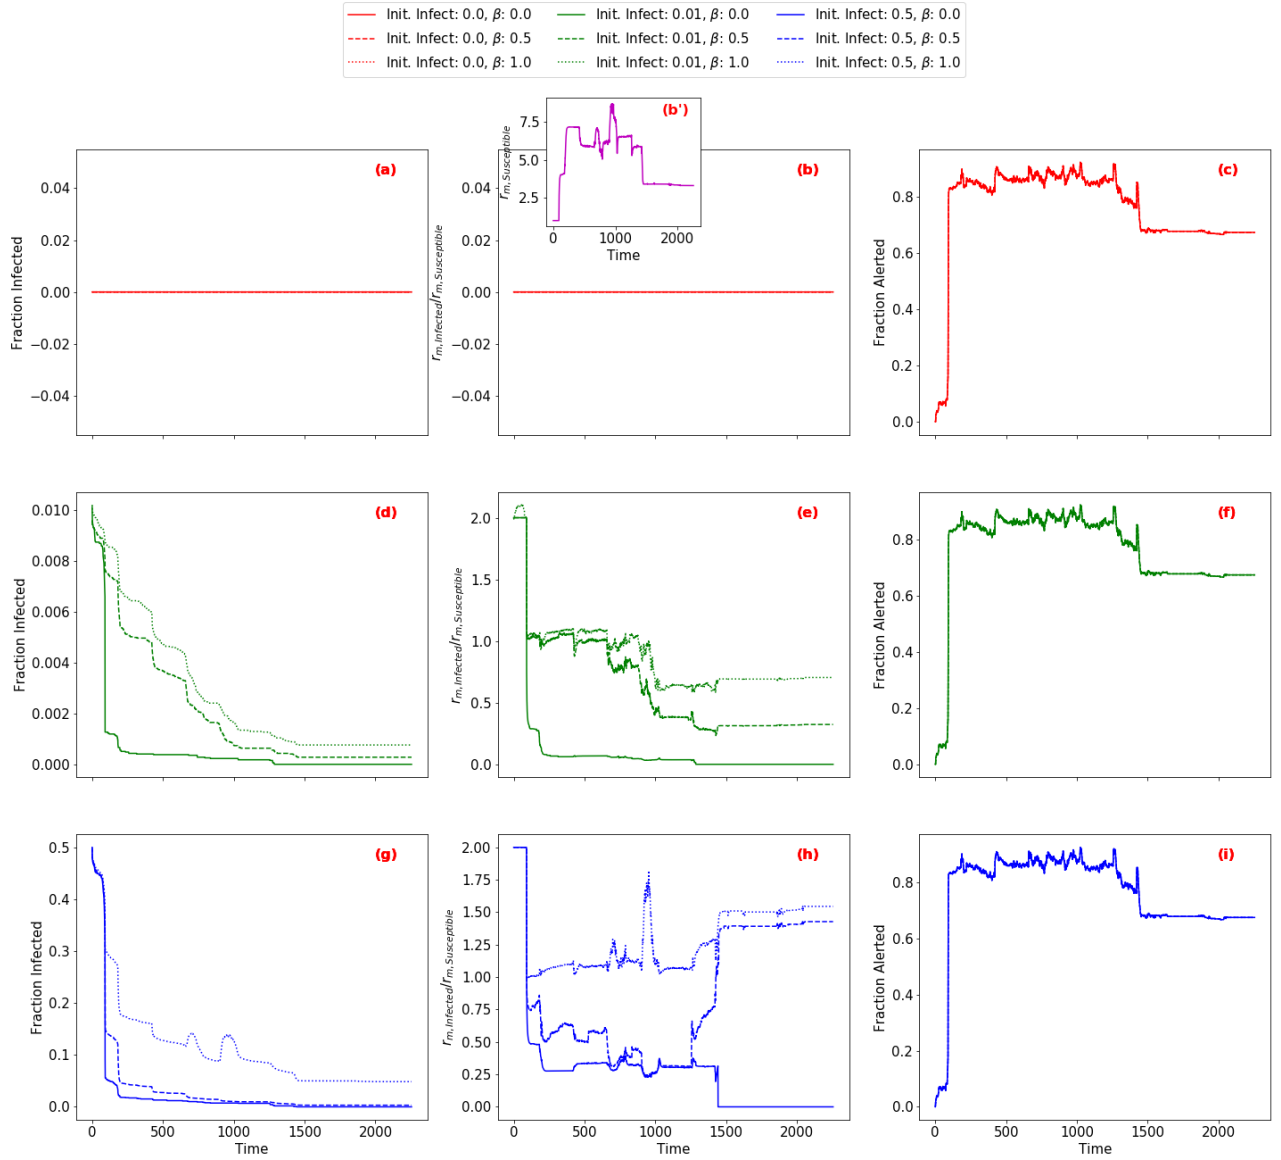 Init. Infect: 0.0, β: 0.0 Init. Infect: 0.01, β: 0.0 Init. Infect: 0.5, β: 0.0
Init. Infect: 0.0, β: 0.5 Init. Infect: 0.01, β: 0.5 Init. Infect: 0.5, β: 0.5
Init. Infect: 0.0, β: 1.0 Init. Infect: 0.01, β: 1.0 Init. Infect: 0.5, β: 1.0
(b')
7.5
5.0
2.5
r_{m,Susceptible}
0 1000 2000
Time
(a)
0.04
0.02
0.00
−0.02
−0.04
Fraction Infected
(b)
0.04
0.02
0.00
−0.02
−0.04
r_{m,Infected}/r_{m,Susceptible}
(c)
0.8
0.6
0.4
0.2
0.0
Fraction Alerted
(d)
0.010
0.008
0.006
0.004
0.002
0.000
Fraction Infected
(e)
2.0
1.5
1.0
0.5
0.0
r_{m,Infected}/r_{m,Susceptible}
(f)
0.8
0.6
0.4
0.2
0.0
Fraction Alerted
(g)
0.5
0.4
0.3
0.2
0.1
0.0
Fraction Infected
0 500 1000 1500 2000
Time
(h)
2.00
1.75
1.50
1.25
1.00
0.75
0.50
0.25
0.00
r_{m,Infected}/r_{m,Susceptible}
0 500 1000 1500 2000
Time
(i)
0.8
0.6
0.4
0.2
0.0
Fraction Alerted
0 500 1000 1500 2000
Time